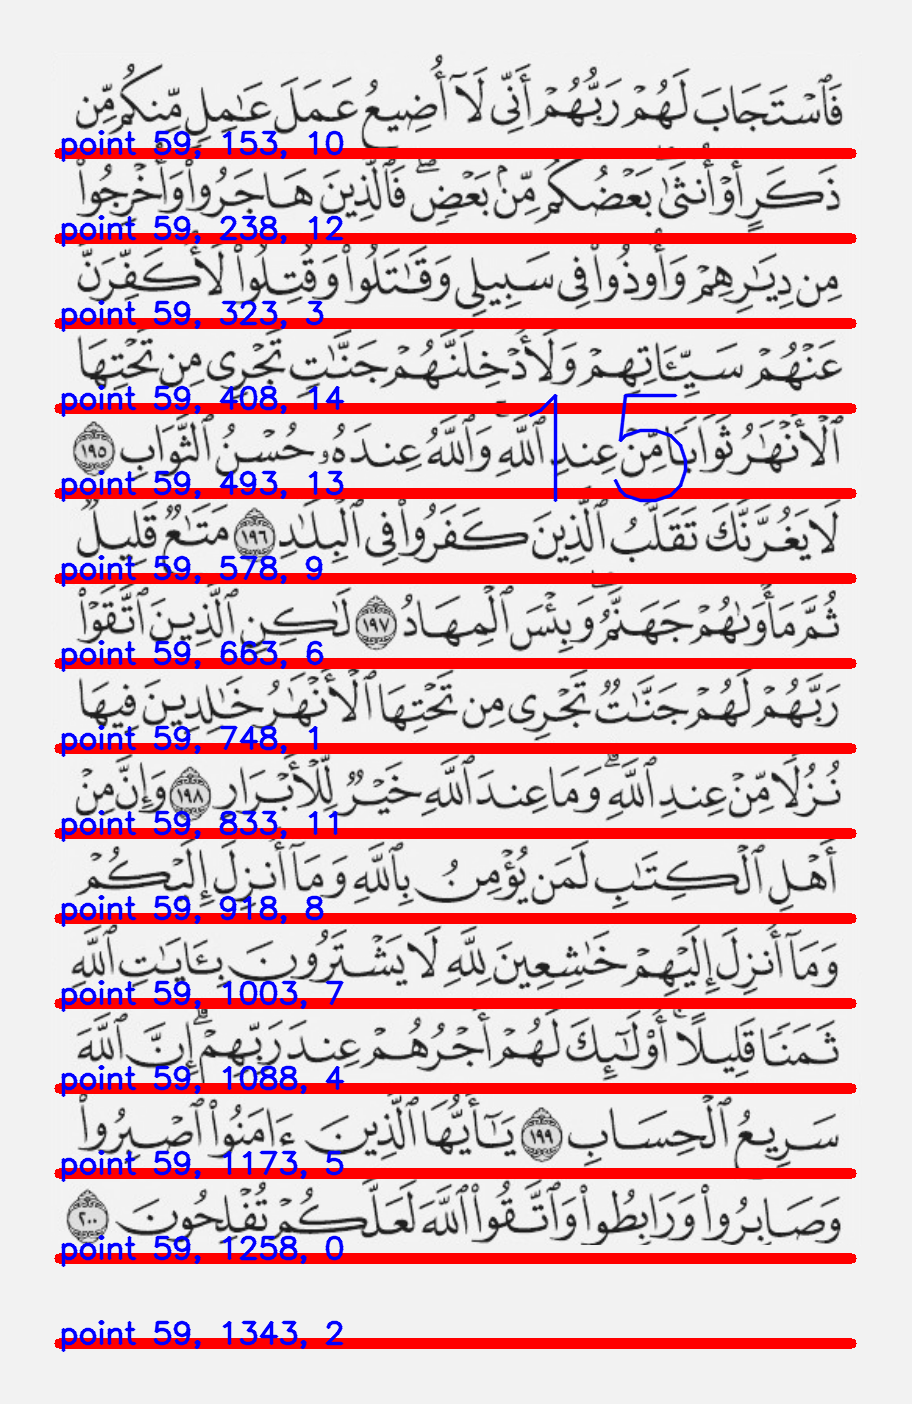 فَٱسْتَجَابَ لَهُمْ رَبُّهُمْ أَنِّى لَآ أُضِيعُ عَمَلَ عَٰمِلٍ مِّنكُم مِّن
point 59, 153, 10
ذَكَرٍ أَوْ أُنثَىٰ ۖ بَعْضُكُم مِّنۢ بَعْضٍ ۖ فَٱلَّذِينَ هَاجَرُوا۟ وَأُخْرِجُوا۟
point 59, 238, 12
مِن دِيَٰرِهِمْ وَأُوذُوا۟ فِى سَبِيلِى وَقَٰتَلُوا۟ وَقُتِلُوا۟ لَأُكَفِّرَنَّ
point 59, 323, 3
عَنْهُمْ سَيِّـَٔاتِهِمْ وَلَأُدْخِلَنَّهُمْ جَنَّٰتٍ تَجْرِى مِن تَحْتِهَا
point 59, 408, 14
15
ٱلْأَنْهَٰرُ ثَوَابًا مِّنْ عِندِ ٱللَّهِ ۗ وَٱللَّهُ عِندَهُۥ حُسْنُ ٱلثَّوَابِ ١٩٥
point 59, 493, 13
لَا يَغُرَّنَّكَ تَقَلُّبُ ٱلَّذِينَ كَفَرُوا۟ فِى ٱلْبِلَٰدِ ١٩٦ مَتَٰعٌ قَلِيلٌ
point 59, 578, 9
ثُمَّ مَأْوَىٰهُمْ جَهَنَّمُ ۚ وَبِئْسَ ٱلْمِهَادُ ١٩٧ لَٰكِنِ ٱلَّذِينَ ٱتَّقَوْا۟
point 59, 663, 6
رَبَّهُمْ لَهُمْ جَنَّٰتٌ تَجْرِى مِن تَحْتِهَا ٱلْأَنْهَٰرُ خَٰلِدِينَ فِيهَا
point 59, 748, 1
نُزُلًا مِّنْ عِندِ ٱللَّهِ ۗ وَمَا عِندَ ٱللَّهِ خَيْرٌ لِّلْأَبْرَارِ ١٩٨ وَإِنَّ مِنْ
point 59, 833, 11
أَهْلِ ٱلْكِتَٰبِ لَمَن يُؤْمِنُ بِٱللَّهِ وَمَآ أُنزِلَ إِلَيْكُمْ
point 59, 918, 8
وَمَآ أُنزِلَ إِلَيْهِمْ خَٰشِعِينَ لِلَّهِ لَا يَشْتَرُونَ بِـَٔايَٰتِ ٱللَّهِ
point 59, 1003, 7
ثَمَنًا قَلِيلًا ۗ أُو۟لَٰٓئِكَ لَهُمْ أَجْرُهُمْ عِندَ رَبِّهِمْ ۗ إِنَّ ٱللَّهَ
point 59, 1088, 4
سَرِيعُ ٱلْحِسَابِ ١٩٩ يَٰٓأَيُّهَا ٱلَّذِينَ ءَامَنُوا۟ ٱصْبِرُوا۟
point 59, 1173, 5
وَصَابِرُوا۟ وَرَابِطُوا۟ وَٱتَّقُوا۟ ٱللَّهَ لَعَلَّكُمْ تُفْلِحُونَ ٢٠٠
point 59, 1258, 0
point 59, 1343, 2